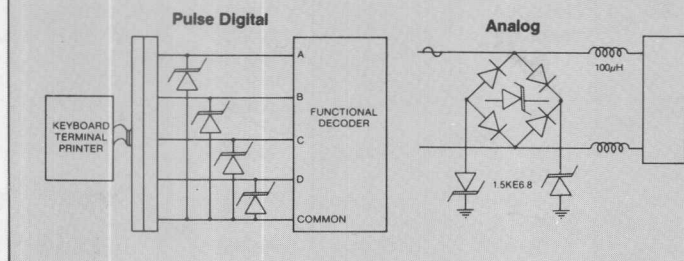 Pulse Digital
Analog
KEYBOARD
TERMINAL
PRINTER
A
B
C
D
COMMON
FUNCTIONAL
DECODER
100μH
1.5KE6.8